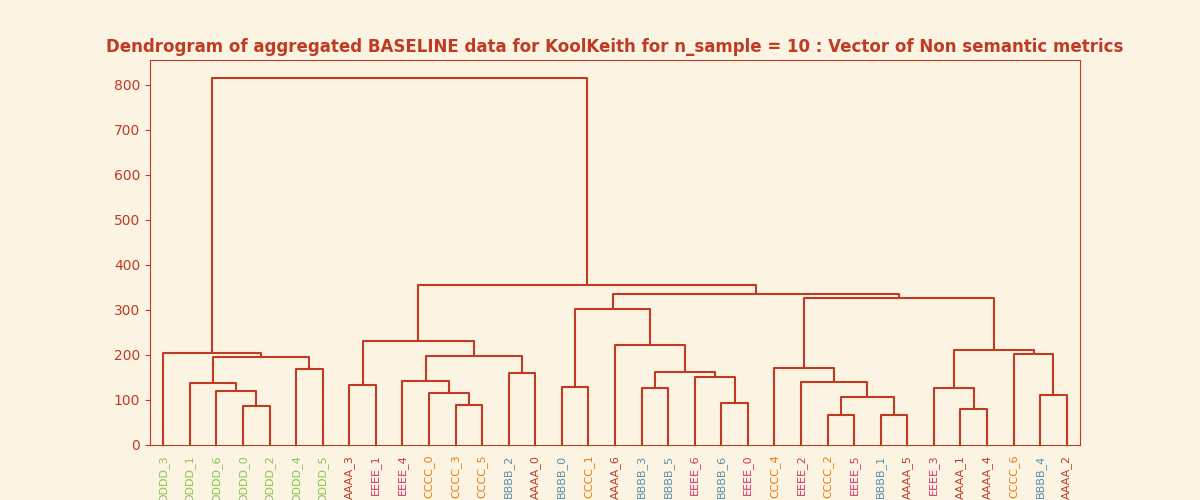 Dendrogram of aggregated BASELINE data for KoolKeith for n_sample = 10 : Vector of Non semantic metrics
800
700
600
500
400
300
200
100
0
DDDD_3
DDDD_1
DDDD_6
DDDD_0
DDDD_2
DDDD_4
DDDD_5
AAAA_3
EEEE_1
EEEE_4
CCCC_0
CCCC_3
CCCC_5
BBBB_2
AAAA_0
BBBB_0
CCCC_1
AAAA_6
BBBB_3
BBBB_5
EEEE_6
BBBB_6
EEEE_0
CCCC_4
EEEE_2
CCCC_2
EEEE_5
BBBB_1
AAAA_5
EEEE_3
AAAA_1
AAAA_4
CCCC_6
BBBB_4
AAAA_2